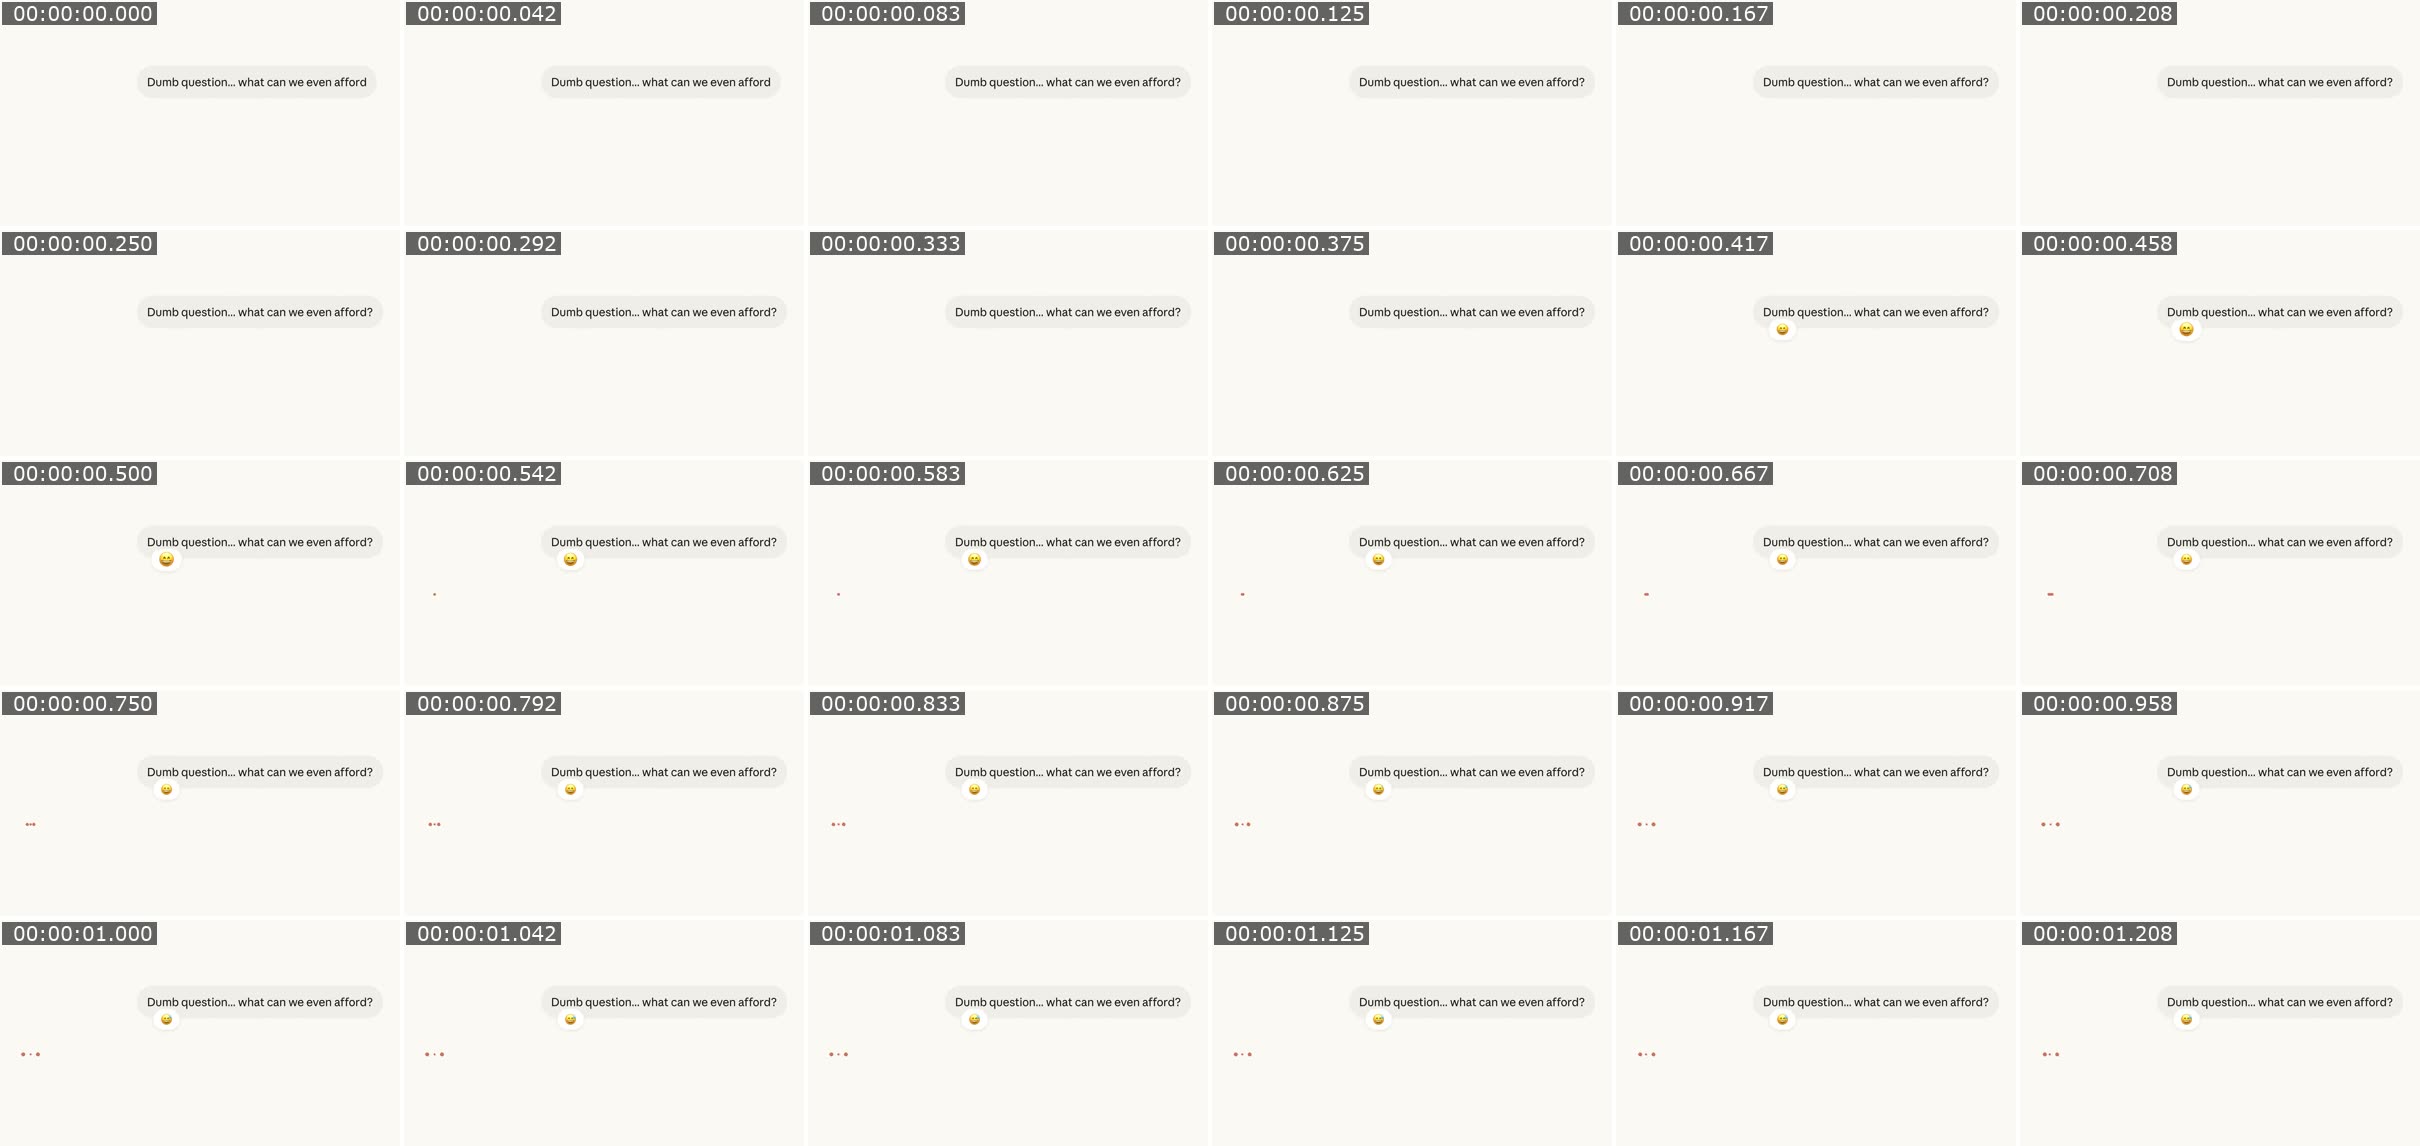 00:00:00.000 00:00:00.042 00:00:00.083 00:00:00.125 00:00:00.167 00:00:00.208
Dumb question... what can we even afford Dumb question... what can we even afford Dumb question... what can we even afford? Dumb question... what can we even afford? Dumb question... what can we even afford? Dumb question... what can we even afford?
00:00:00.250 00:00:00.292 00:00:00.333 00:00:00.375 00:00:00.417 00:00:00.458
Dumb question... what can we even afford? Dumb question... what can we even afford? Dumb question... what can we even afford? Dumb question... what can we even afford? Dumb question... what can we even afford? Dumb question... what can we even afford?
00:00:00.500 00:00:00.542 00:00:00.583 00:00:00.625 00:00:00.667 00:00:00.708
Dumb question... what can we even afford? Dumb question... what can we even afford? Dumb question... what can we even afford? Dumb question... what can we even afford? Dumb question... what can we even afford? Dumb question... what can we even afford?
00:00:00.750 00:00:00.792 00:00:00.833 00:00:00.875 00:00:00.917 00:00:00.958
Dumb question... what can we even afford? Dumb question... what can we even afford? Dumb question... what can we even afford? Dumb question... what can we even afford? Dumb question... what can we even afford? Dumb question... what can we even afford?
00:00:01.000 00:00:01.042 00:00:01.083 00:00:01.125 00:00:01.167 00:00:01.208
Dumb question... what can we even afford? Dumb question... what can we even afford? Dumb question... what can we even afford? Dumb question... what can we even afford? Dumb question... what can we even afford? Dumb question... what can we even afford?